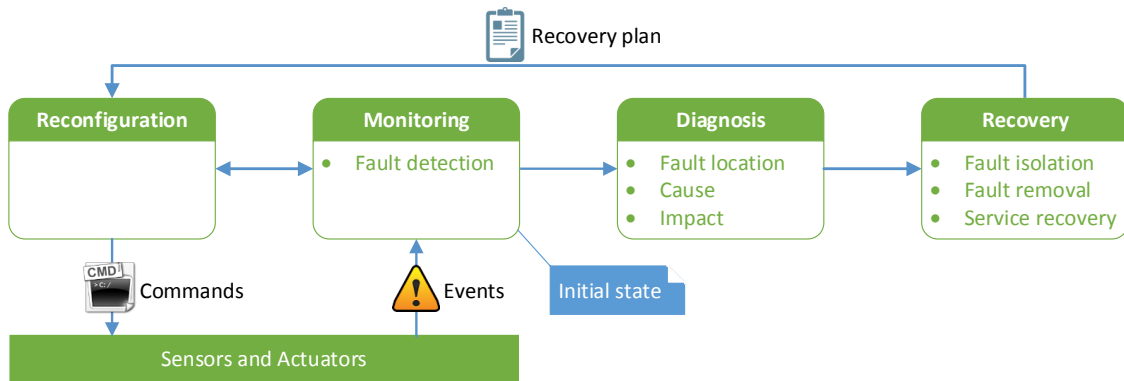 Recovery plan
Reconfiguration
Monitoring
Diagnosis
Recovery
• Fault detection
• Fault location
• Cause
• Impact
• Fault isolation
• Fault removal
• Service recovery
CMD
>C:/
Commands
Events
Initial state
Sensors and Actuators